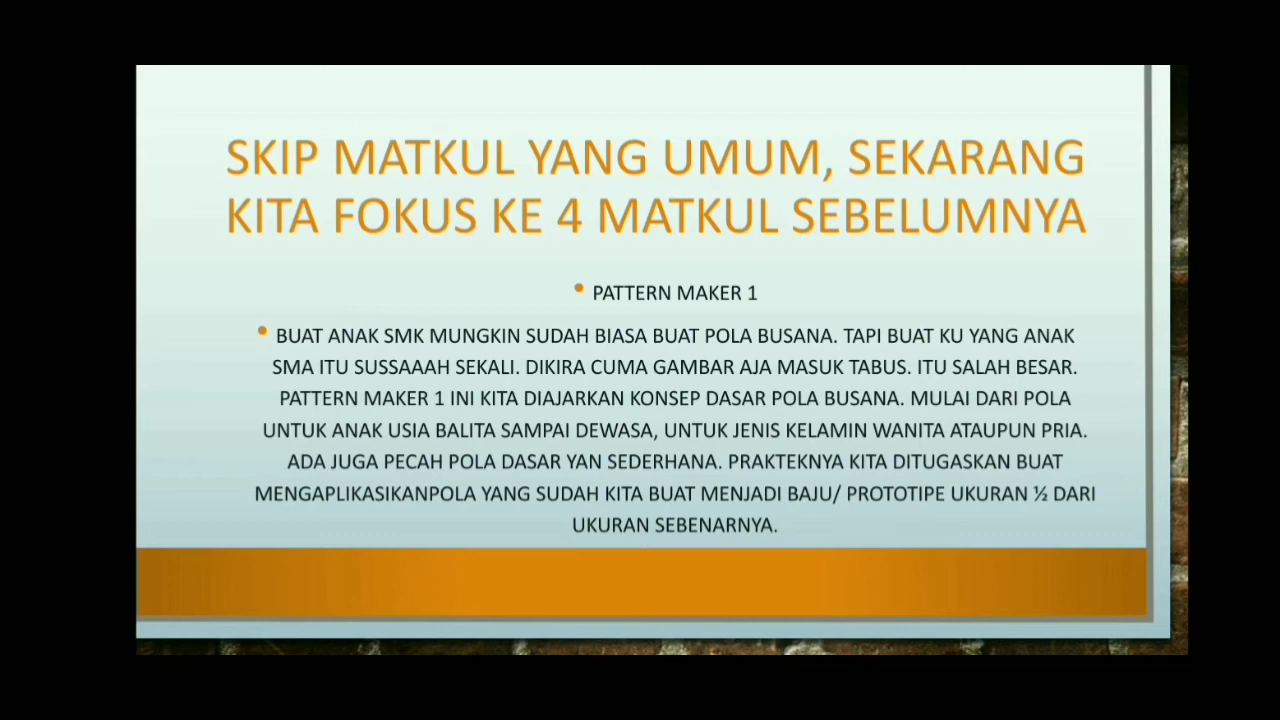 SKIP MATKUL YANG UMUM, SEKARANG
KITA FOKUS KE 4 MATKUL SEBELUMNYA
• PATTERN MAKER 1
• BUAT ANAK SMK MUNGKIN SUDAH BIASA BUAT POLA BUSANA. TAPI BUAT KU YANG ANAK
SMA ITU SUSSAAAH SEKALI. DIKIRA CUMA GAMBAR AJA MASUK TABUS. ITU SALAH BESAR.
PATTERN MAKER 1 INI KITA DIAJARKAN KONSEP DASAR POLA BUSANA. MULAI DARI POLA
UNTUK ANAK USIA BALITA SAMPAI DEWASA, UNTUK JENIS KELAMIN WANITA ATAUPUN PRIA.
ADA JUGA PECAH POLA DASAR YAN SEDERHANA. PRAKTEKNYA KITA DITUGASKAN BUAT
MENGAPLIKASIKANPOLA YANG SUDAH KITA BUAT MENJADI BAJU/ PROTOTIPE UKURAN ½ DARI
UKURAN SEBENARNYA.